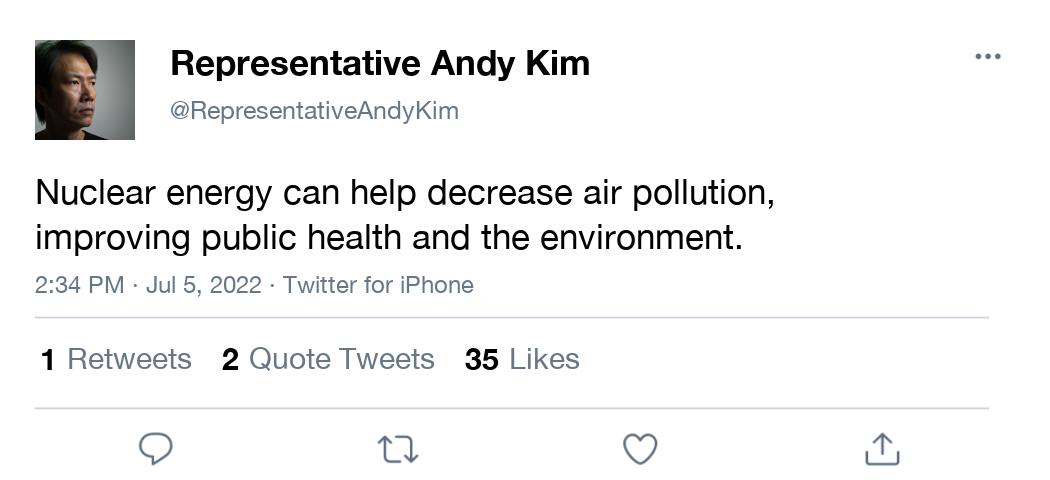 Representative Andy Kim
@RepresentativeAndyKim
Nuclear energy can help decrease air pollution,
improving public health and the environment.
2:34 PM · Jul 5, 2022 · Twitter for iPhone
1 Retweets 2 Quote Tweets 35 Likes